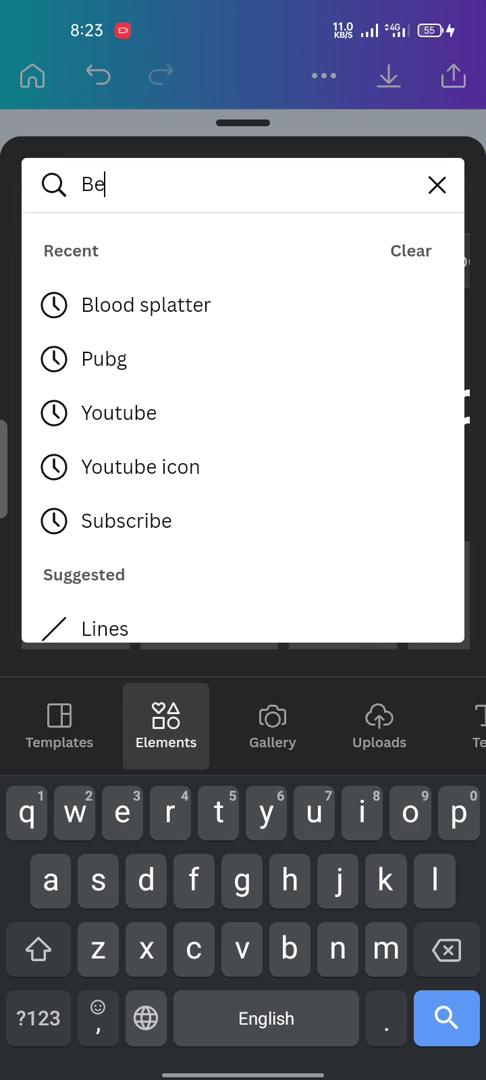 8:23 11.0 KB/S 4G 55
Be
Recent Clear
Blood splatter
Pubg
Youtube
Youtube icon
Subscribe
Suggested
Lines
Templates Elements Gallery Uploads Te
1 2 3 4 5 6 7 8 9 0
q w e r t y u i o p
a s d f g h j k l
z x c v b n m
?123 , English .